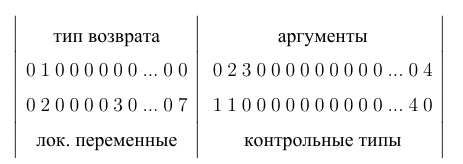 тип возврата аргументы
0 1 0 0 0 0 0 0 ... 0 0 0 2 3 0 0 0 0 0 0 0 0 0 0 ... 0 4
0 2 0 0 0 0 3 0 ... 0 7 1 1 0 0 0 0 0 0 0 0 0 0 0 ... 4 0
лок. переменные контрольные типы